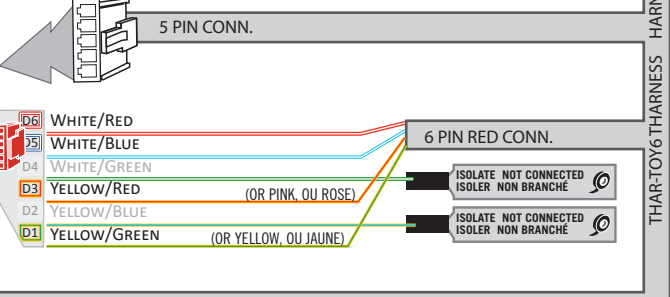 5 PIN CONN.
D6 WHITE/RED
D5 WHITE/BLUE
D4 WHITE/GREEN
D3 YELLOW/RED (OR PINK, OU ROSE)
D2 YELLOW/BLUE
D1 YELLOW/GREEN (OR YELLOW, OU JAUNE)
6 PIN RED CONN.
ISOLATE NOT CONNECTED
ISOLER NON BRANCHÉ
ISOLATE NOT CONNECTED
ISOLER NON BRANCHÉ
THAR-TOY6 THARNESS